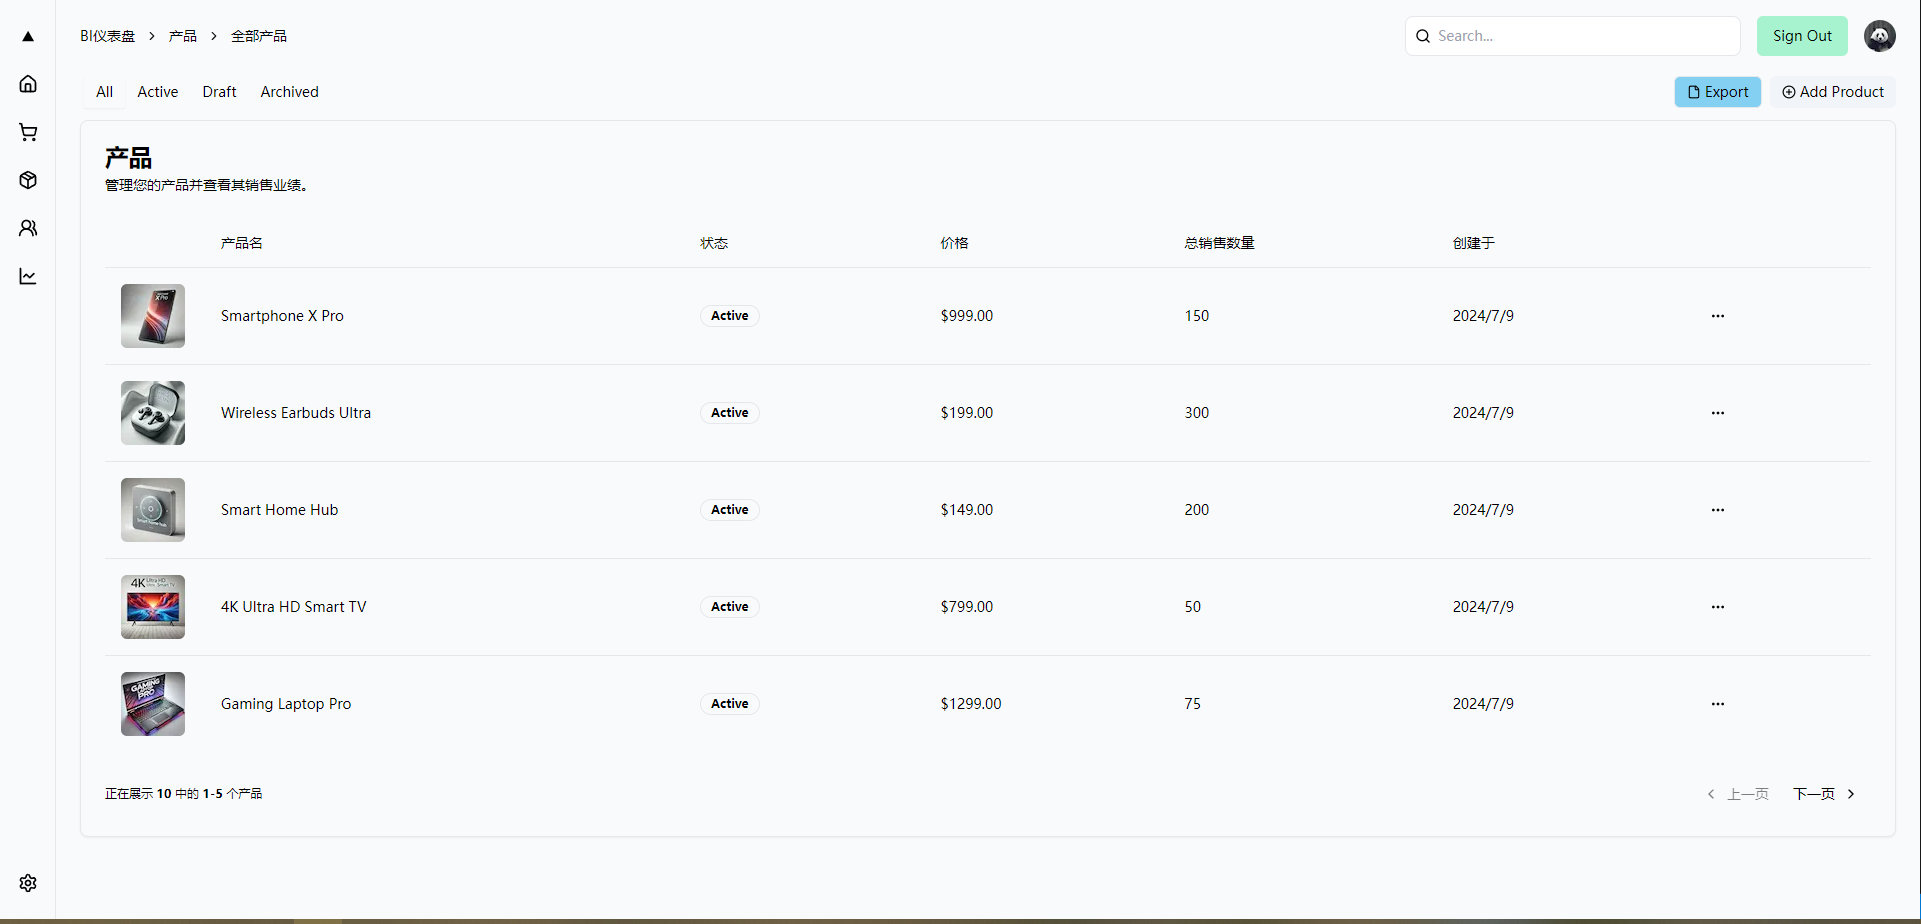 BI仪表盘 > 产品 > 全部产品
Search...
Sign Out
All Active Draft Archived
Export
Add Product
产品
管理您的产品并查看其销售业绩。
产品名 状态 价格 总销售数量 创建于
X Pro
Smartphone X Pro Active $999.00 150 2024/7/9 ...
Wireless Earbuds Ultra Active $199.00 300 2024/7/9 ...
Smart Home Hub Active $149.00 200 2024/7/9 ...
4K Ultra HD
4K Ultra HD Smart TV Active $799.00 50 2024/7/9 ...
GAMING
PRO
Gaming Laptop Pro Active $1299.00 75 2024/7/9 ...
正在展示 10 中的 1-5 个产品
上一页 下一页